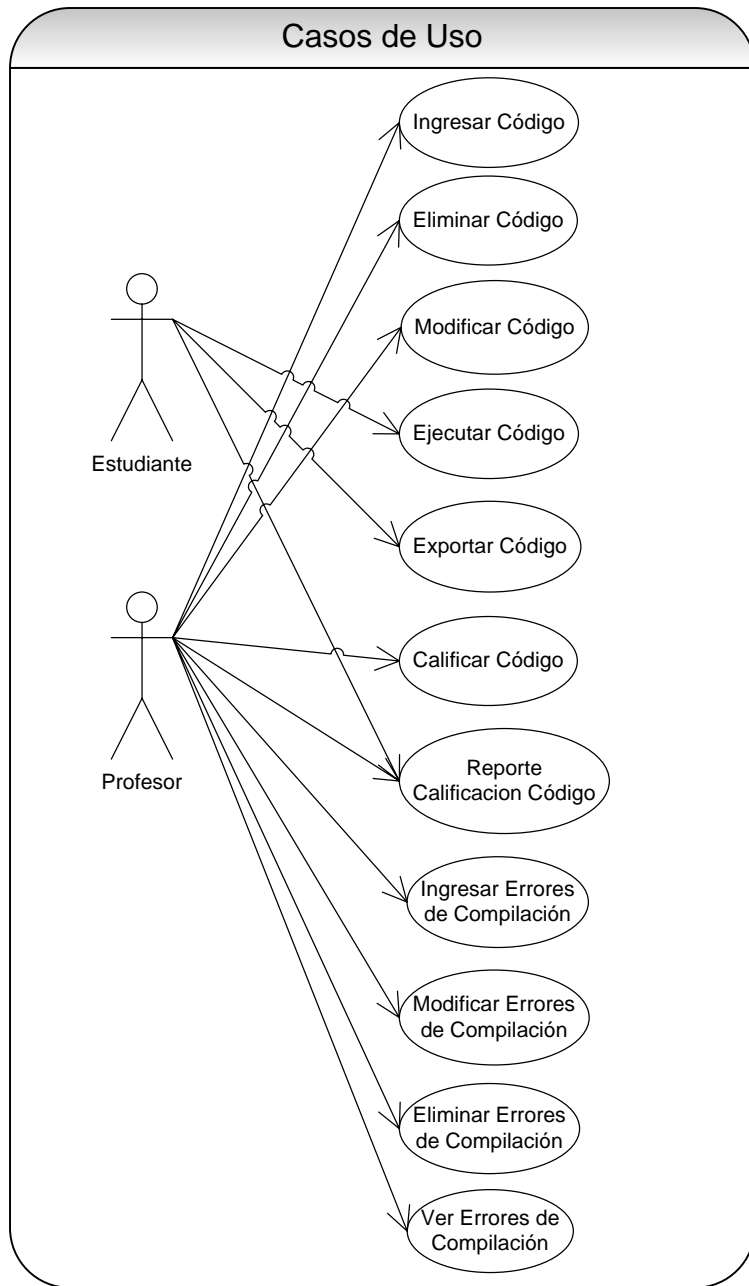 Casos de Uso
Ingresar Código
Eliminar Código
Modificar Código
Estudiante
Ejecutar Código
Exportar Código
Calificar Código
Profesor
Reporte
Calificacion Código
Ingresar Errores
de Compilación
Modificar Errores
de Compilación
Eliminar Errores
de Compilación
Ver Errores de
Compilación